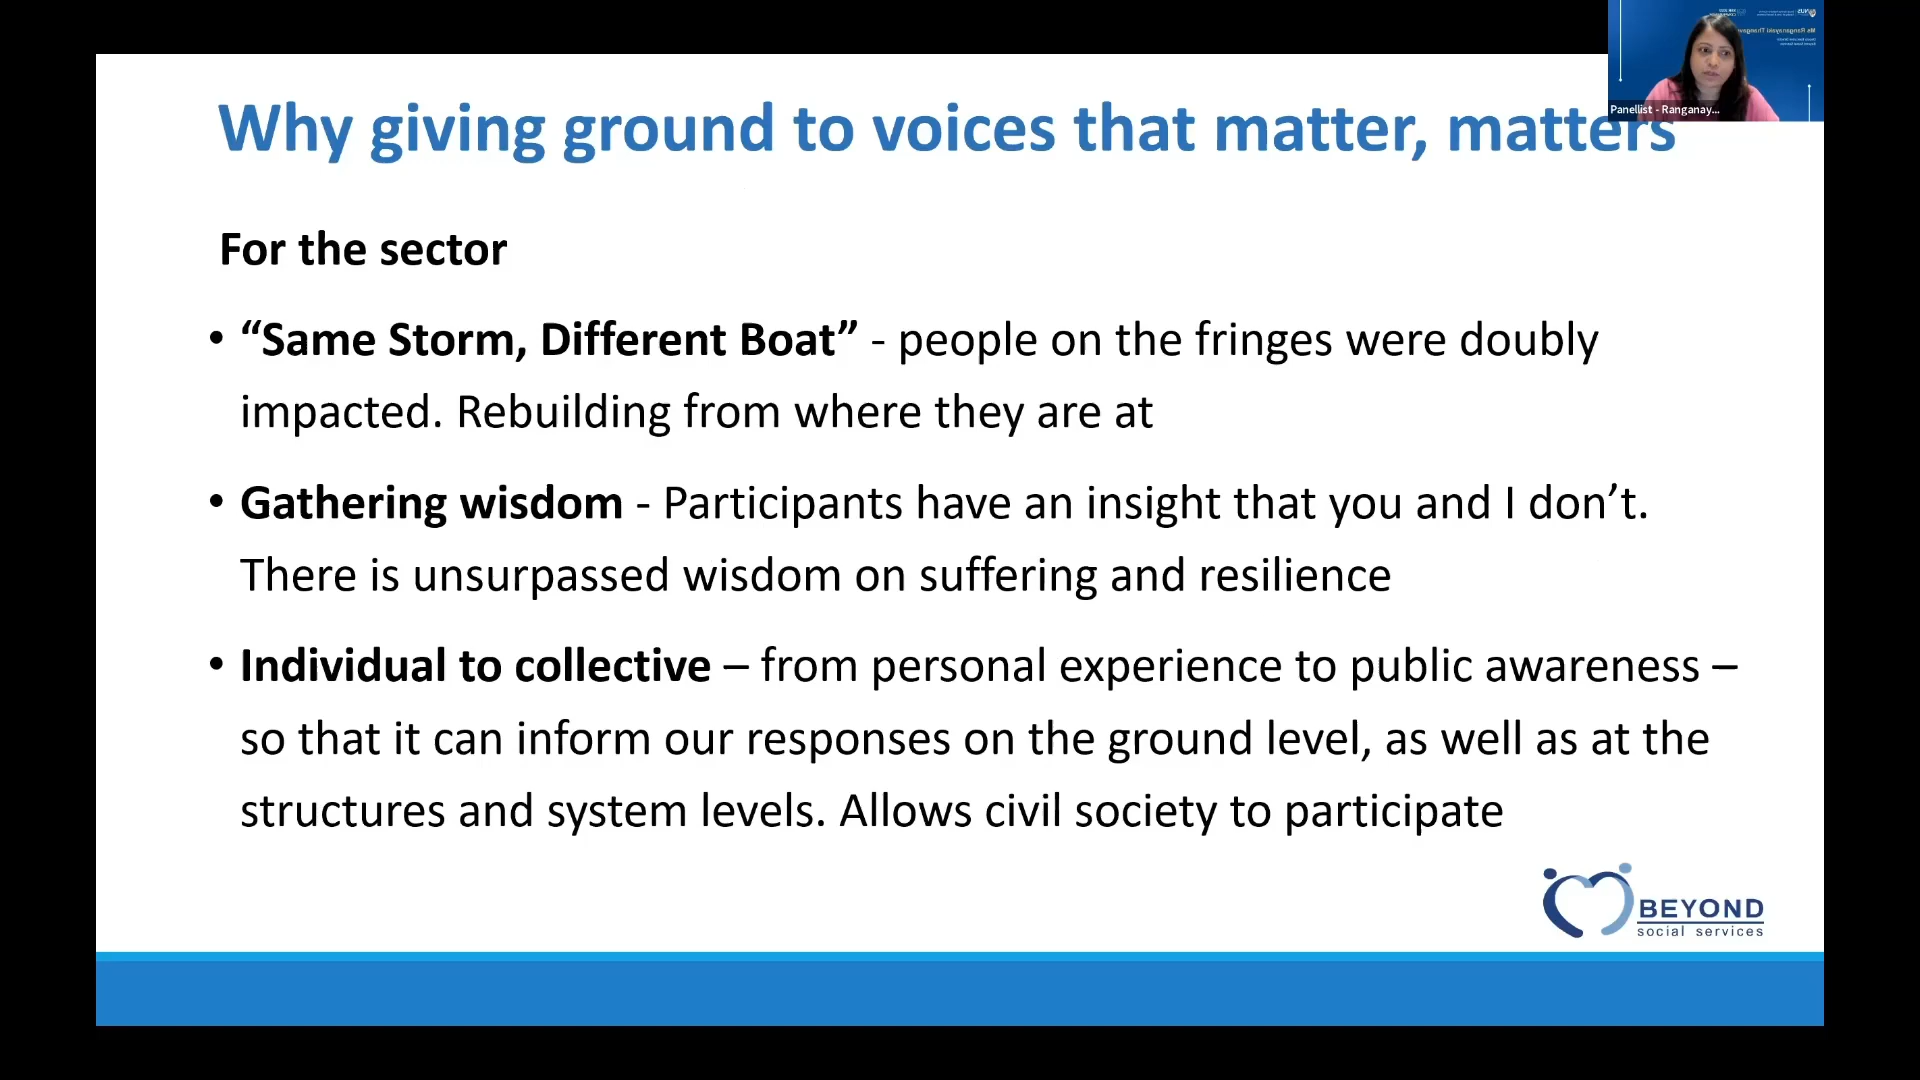 Why giving ground to voices that matter, matters
Panellist - Ranganay...
For the sector
• “Same Storm, Different Boat” - people on the fringes were doubly
impacted. Rebuilding from where they are at
• Gathering wisdom - Participants have an insight that you and I don’t.
There is unsurpassed wisdom on suffering and resilience
• Individual to collective – from personal experience to public awareness –
so that it can inform our responses on the ground level, as well as at the
structures and system levels. Allows civil society to participate
BEYOND
social services